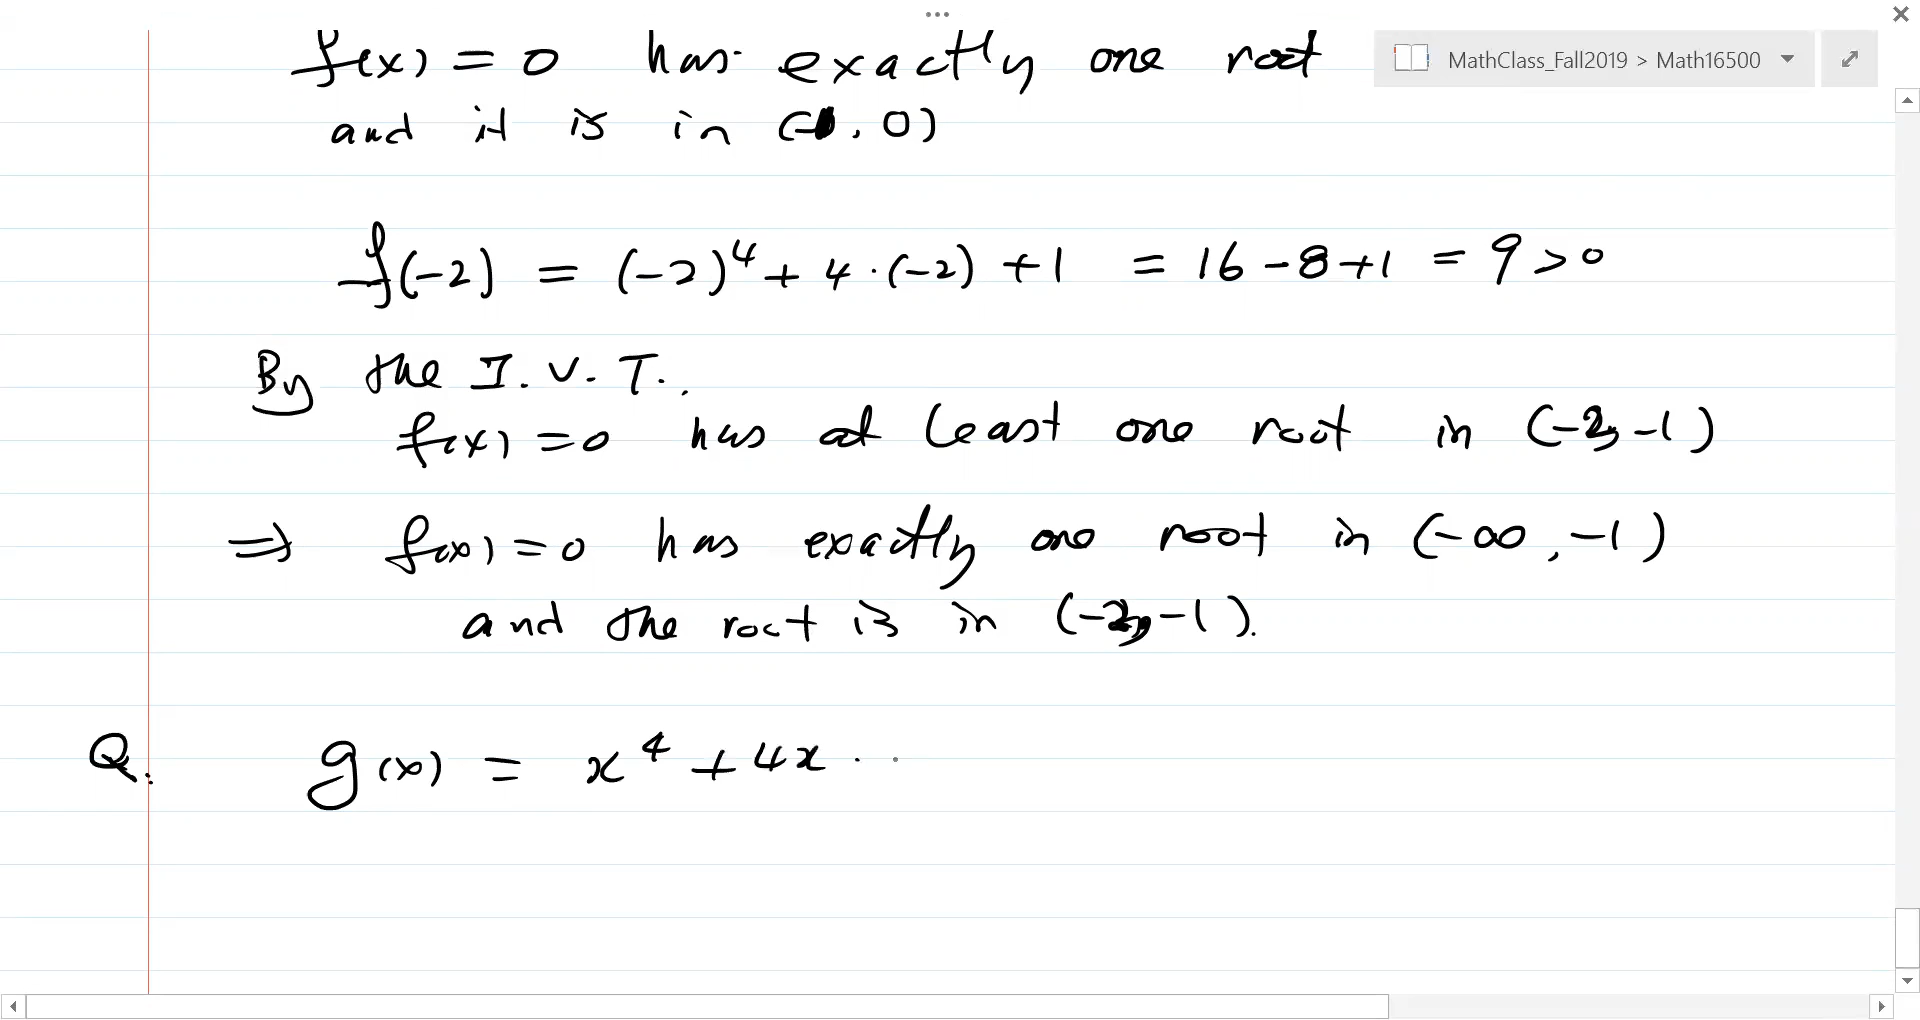 f(x) = 0 has exactly one root
MathClass_Fall2019 > Math16500
and it is in (-1, 0)
f(-2) = (-2)^4 + 4·(-2) + 1 = 16 - 8 + 1 = 9 > 0
By the I.V.T.,
f(x) = 0 has at least one root in (-2, -1)
⇒ f(x) = 0 has exactly one root in (-∞, -1)
and the root is in (-2, -1).
Q. g(x) = x^4 + 4x